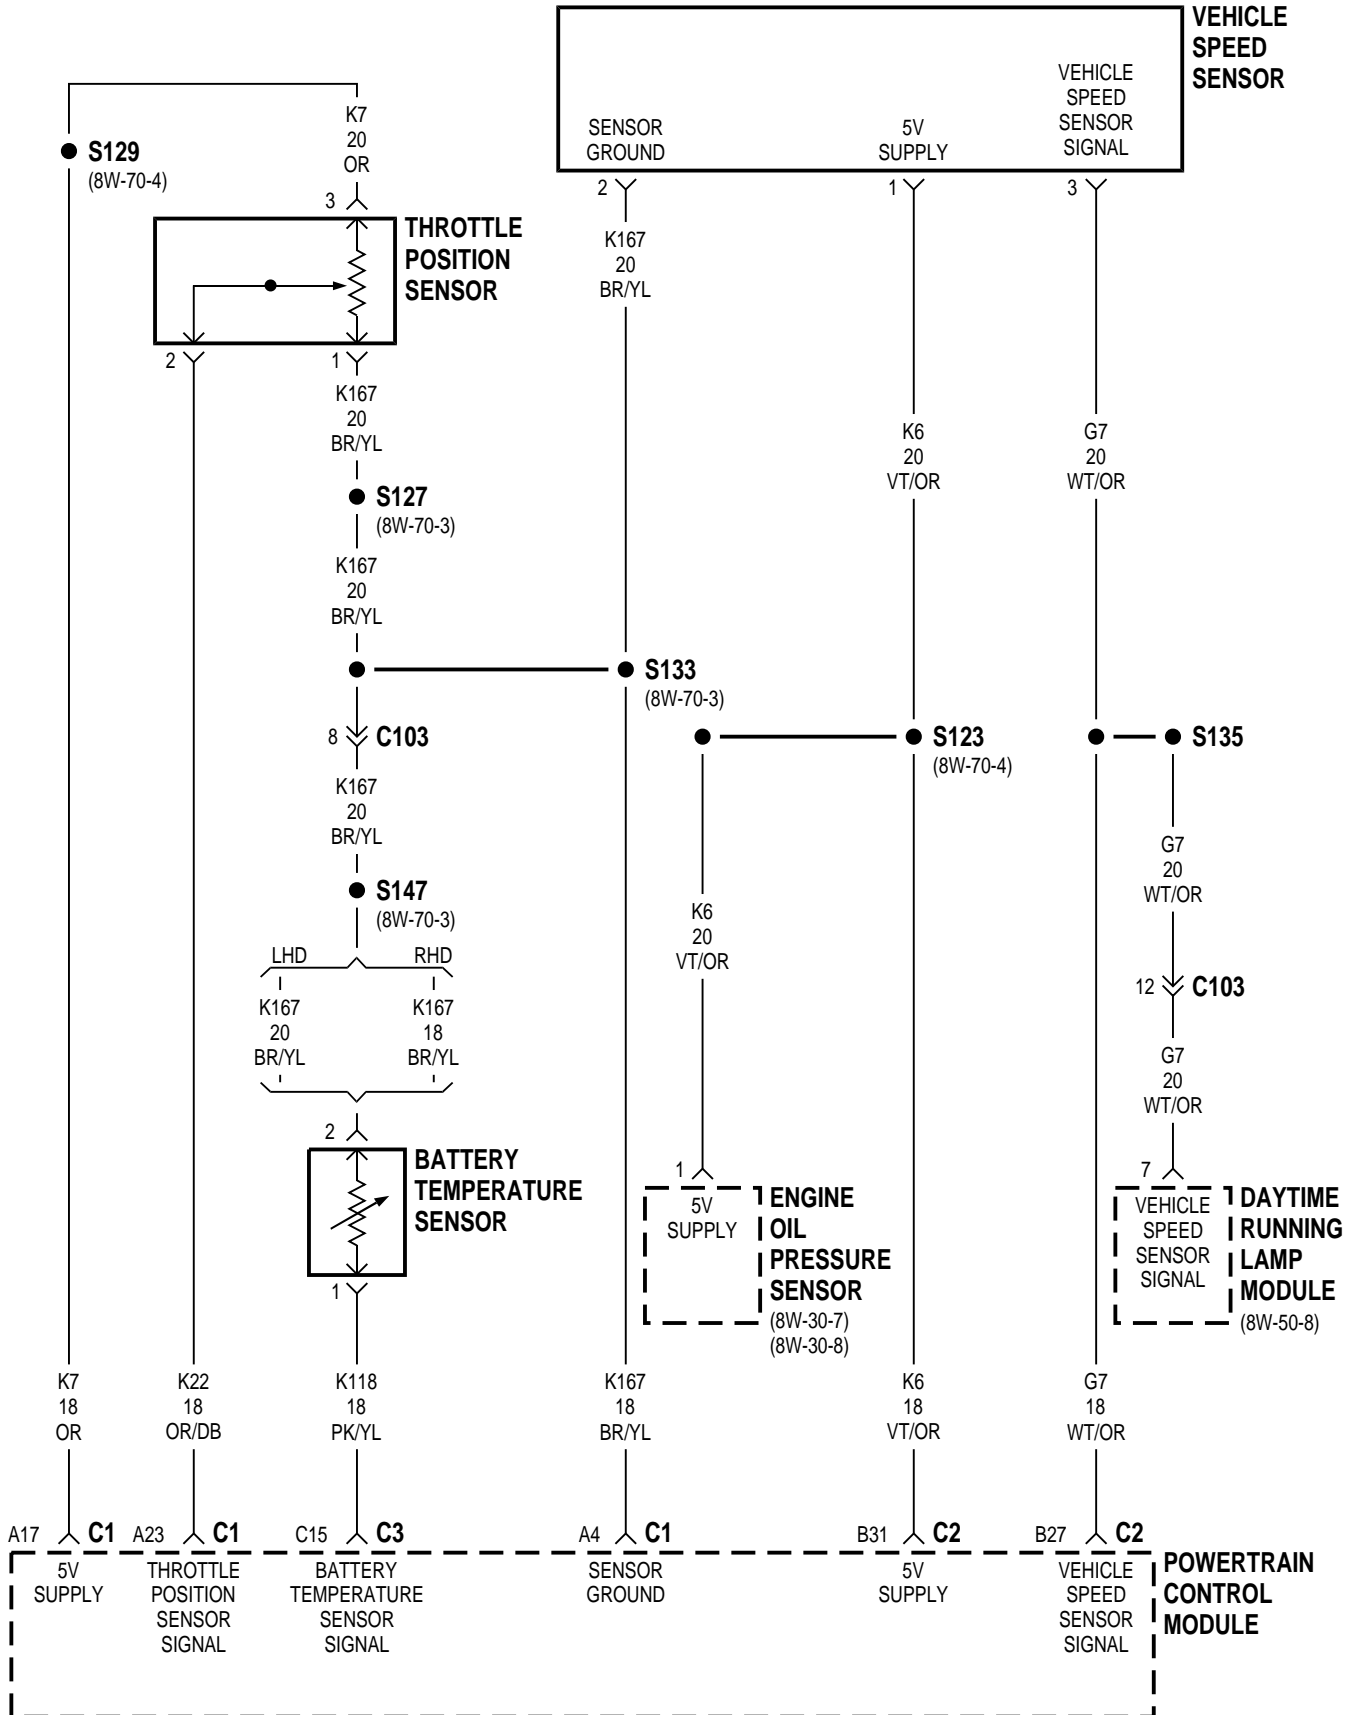 VEHICLE
SPEED
SENSOR
VEHICLE
SPEED
SENSOR
SIGNAL
SENSOR
GROUND
5V
SUPPLY
2
1
3
K7
20
OR
S129
(8W-70-4)
3
THROTTLE
POSITION
SENSOR
2
1
K167
20
BR/YL
K167
20
BR/YL
S127
(8W-70-3)
K167
20
BR/YL
K6
20
VT/OR
G7
20
WT/OR
S133
(8W-70-3)
8
C103
S123
(8W-70-4)
S135
K167
20
BR/YL
S147
(8W-70-3)
LHD
RHD
K167
20
BR/YL
K167
18
BR/YL
K6
20
VT/OR
G7
20
WT/OR
12
C103
G7
20
WT/OR
2
BATTERY
TEMPERATURE
SENSOR
1
1
5V
SUPPLY
ENGINE
OIL
PRESSURE
SENSOR
(8W-30-7)
(8W-30-8)
7
VEHICLE
SPEED
SENSOR
SIGNAL
DAYTIME
RUNNING
LAMP
MODULE
(8W-50-8)
K7
18
OR
K22
18
OR/DB
K118
18
PK/YL
K167
18
BR/YL
K6
18
VT/OR
G7
18
WT/OR
A17
C1
A23
C1
C15
C3
A4
C1
B31
C2
B27
C2
5V
SUPPLY
THROTTLE
POSITION
SENSOR
SIGNAL
BATTERY
TEMPERATURE
SENSOR
SIGNAL
SENSOR
GROUND
5V
SUPPLY
VEHICLE
SPEED
SENSOR
SIGNAL
POWERTRAIN
CONTROL
MODULE